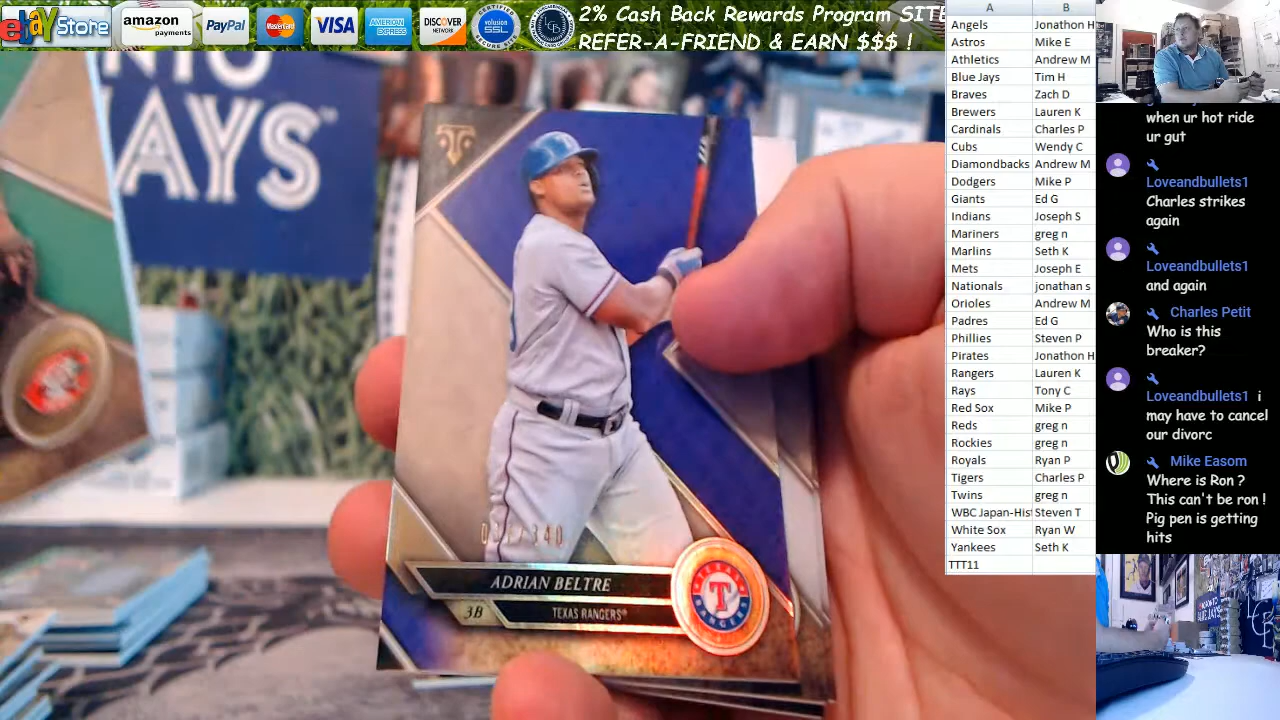 ebay Store
amazon payments
PayPal
MasterCard
VISA
AMERICAN EXPRESS
DISCOVER NETWORK
volusion SSL
2% Cash Back Rewards Program SITE
REFER-A-FRIEND & EARN $$$ !
A B
Angels Jonathon H
Astros Mike E
Athletics Andrew M
Blue Jays Tim H
Braves Zach D
Brewers Lauren K
Cardinals Charles P
Cubs Wendy C
Diamondbacks Andrew M
Dodgers Mike P
Giants Ed G
Indians Joseph S
Mariners greg n
Marlins Seth K
Mets Joseph E
Nationals jonathan s
Orioles Andrew M
Padres Ed G
Phillies Steven P
Pirates Jonathon H
Rangers Lauren K
Rays Tony C
Red Sox Mike P
Reds greg n
Rockies greg n
Royals Ryan P
Tigers Charles P
Twins greg n
WBC Japan-His Steven T
White Sox Ryan W
Yankees Seth K
TTT11
when ur hot ride
ur gut
Loveandbullets1
Charles strikes
again
Loveandbullets1
and again
Charles Petit
Who is this
breaker?
Loveandbullets1 i
may have to cancel
our divorc
Mike Easom
Where is Ron ?
This can't be ron !
Pig pen is getting
hits
JAYS
ADRIAN BELTRE
3B TEXAS RANGERS
TEXAS
T
RANGERS